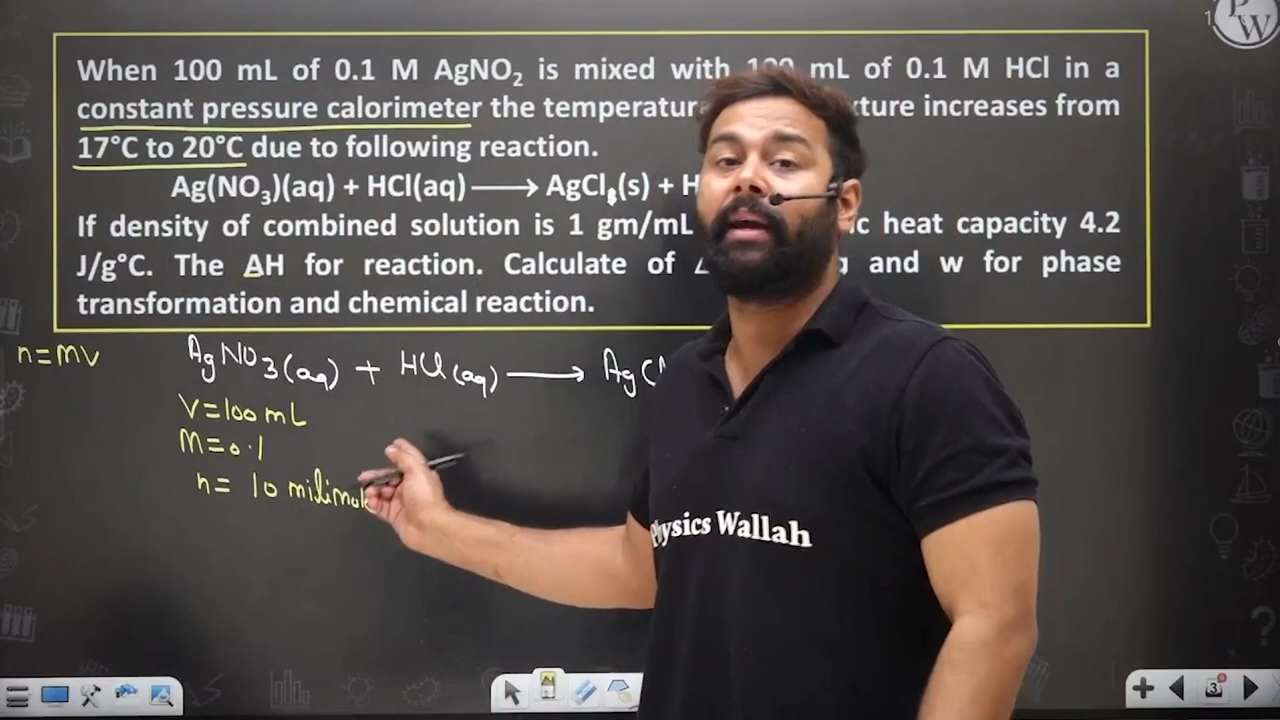 PW
When 100 mL of 0.1 M AgNO₂ is mixed with 100 mL of 0.1 M HCl in a
constant pressure calorimeter the temperatur xture increases from
17°C to 20°C due to following reaction.
Ag(NO₃)(aq) + HCl(aq) ⟶ AgCl(s) + H
If density of combined solution is 1 gm/mL c heat capacity 4.2
J/g°C. The ΔH for reaction. Calculate of and w for phase
transformation and chemical reaction.
n=MV
AgNO₃(aq) + HCl(aq) ⟶ Ag
V=100 mL
M=0.1
n= 10 milimol
Physics Wallah
3